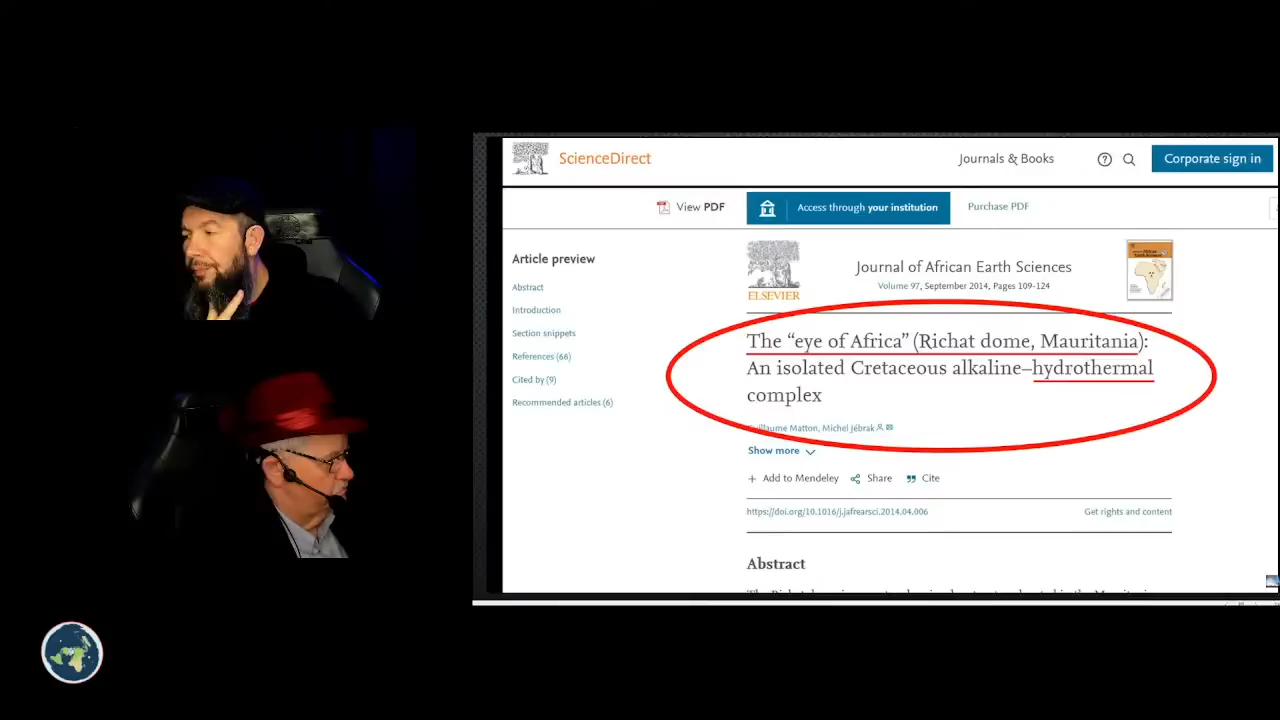 ScienceDirect
Journals & Books
Corporate sign in
View PDF
Access through your institution
Purchase PDF
Article preview
Abstract
Introduction
Section snippets
References (66)
Cited by (9)
Recommended articles (6)
ELSEVIER
Journal of African Earth Sciences
Volume 97, September 2014, Pages 109-124
The “eye of Africa” (Richat dome, Mauritania):
An isolated Cretaceous alkaline–hydrothermal
complex
Guillaume Matton, Michel Jébrak
Show more
+ Add to Mendeley
Share
Cite
https://doi.org/10.1016/j.jafrearsci.2014.04.006
Get rights and content
Abstract